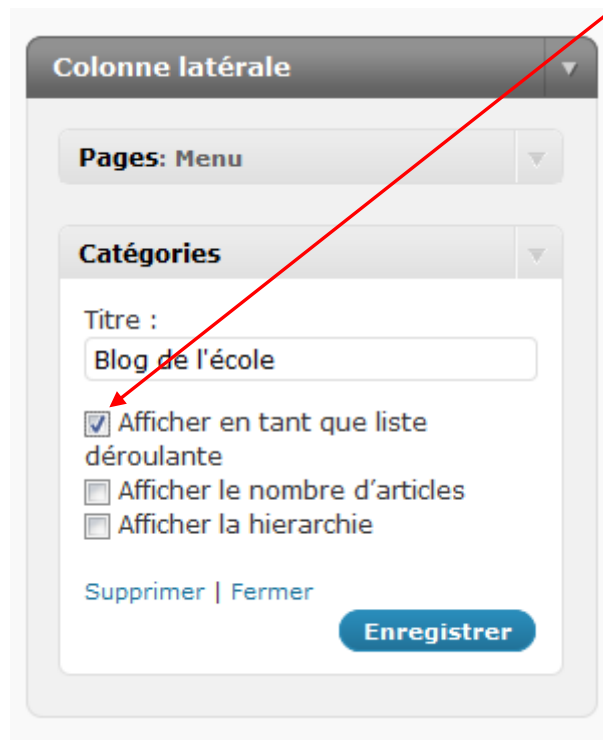 Colonne latérale
Pages: Menu
Catégories
Titre :
Blog de l'école
Afficher en tant que liste
déroulante
Afficher le nombre d’articles
Afficher la hierarchie
Supprimer | Fermer
Enregistrer